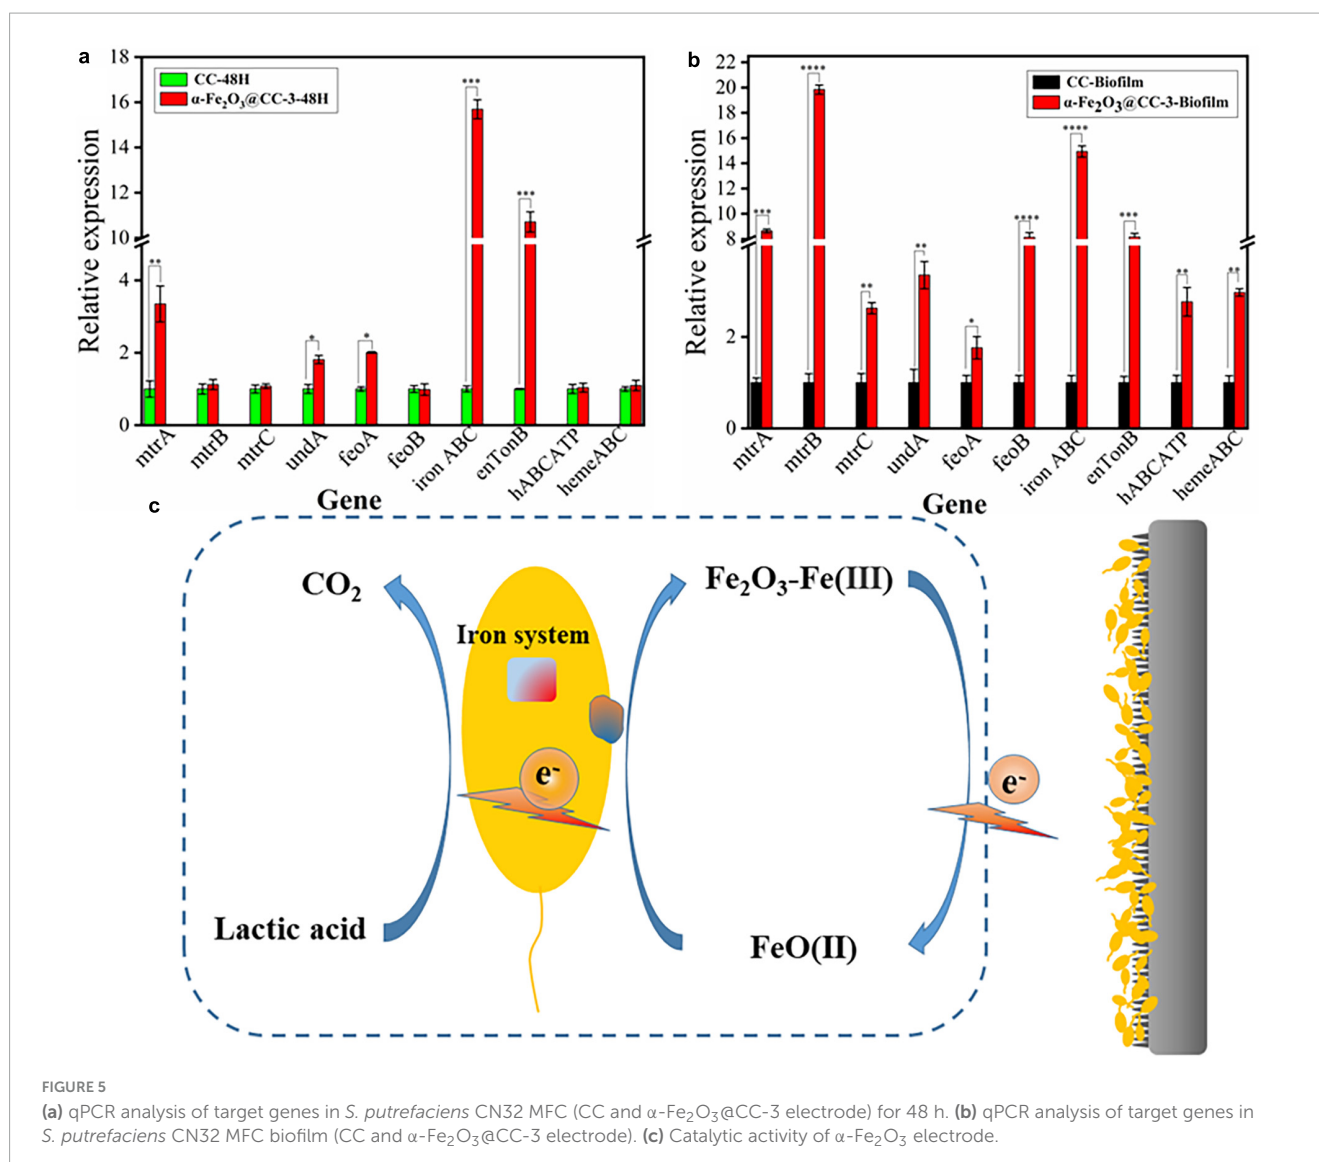 a
18
16
14
12
10
4
2
0
Relative expression
CC-48H
α-Fe₂O₃@CC-3-48H
**
*
*
***
***
mtrA
mtrB
mtrC
undA
feoA
feoB
iron ABC
enTonB
hABCATP
hemeABC
Gene
b
22
20
18
16
14
12
10
8
2
0
Relative expression
CC-Biofilm
α-Fe₂O₃@CC-3-Biofilm
***
****
**
**
*
****
****
***
**
**
mtrA
mtrB
mtrC
undA
feoA
feoB
iron ABC
enTonB
hABCATP
hemeABC
Gene
c
CO₂
Iron system
Fe₂O₃-Fe(III)
e⁻
e⁻
Lactic acid
FeO(II)
FIGURE 5
(a) qPCR analysis of target genes in S. putrefaciens CN32 MFC (CC and α-Fe₂O₃@CC-3 electrode) for 48 h. (b) qPCR analysis of target genes in
S. putrefaciens CN32 MFC biofilm (CC and α-Fe₂O₃@CC-3 electrode). (c) Catalytic activity of α-Fe₂O₃ electrode.